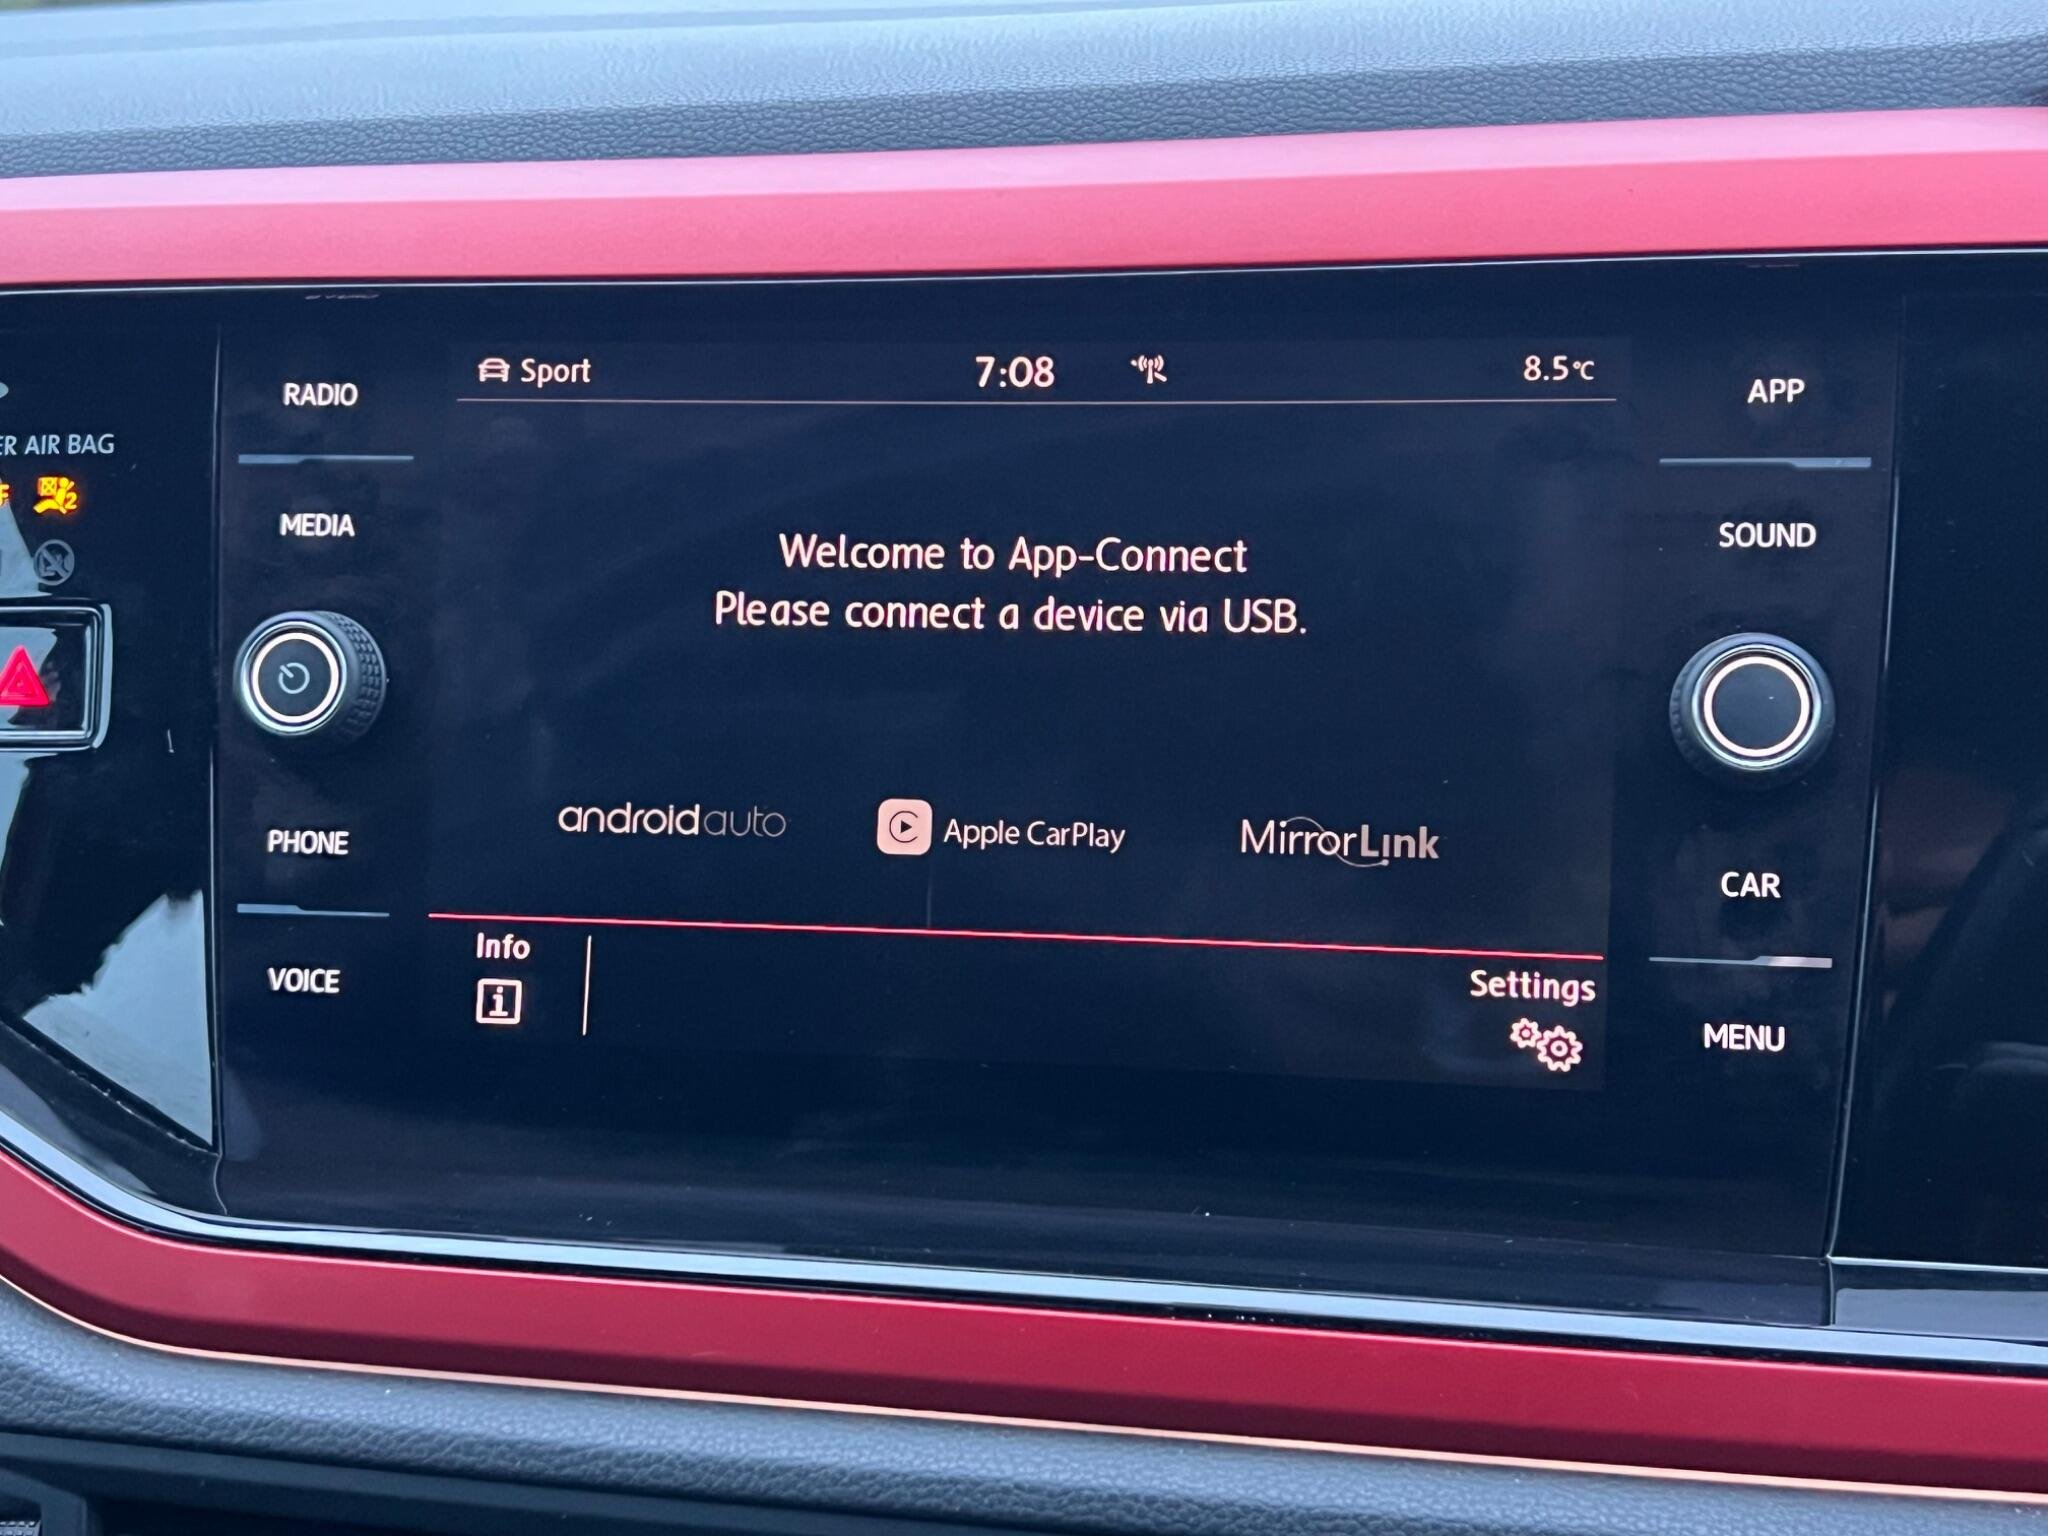 Sport 7:08 8.5°C
RADIO
MEDIA
PHONE
VOICE
AIR BAG
Welcome to App-Connect
Please connect a device via USB.
androidauto
Apple CarPlay
MirrorLink
Info
Settings
APP
SOUND
CAR
MENU